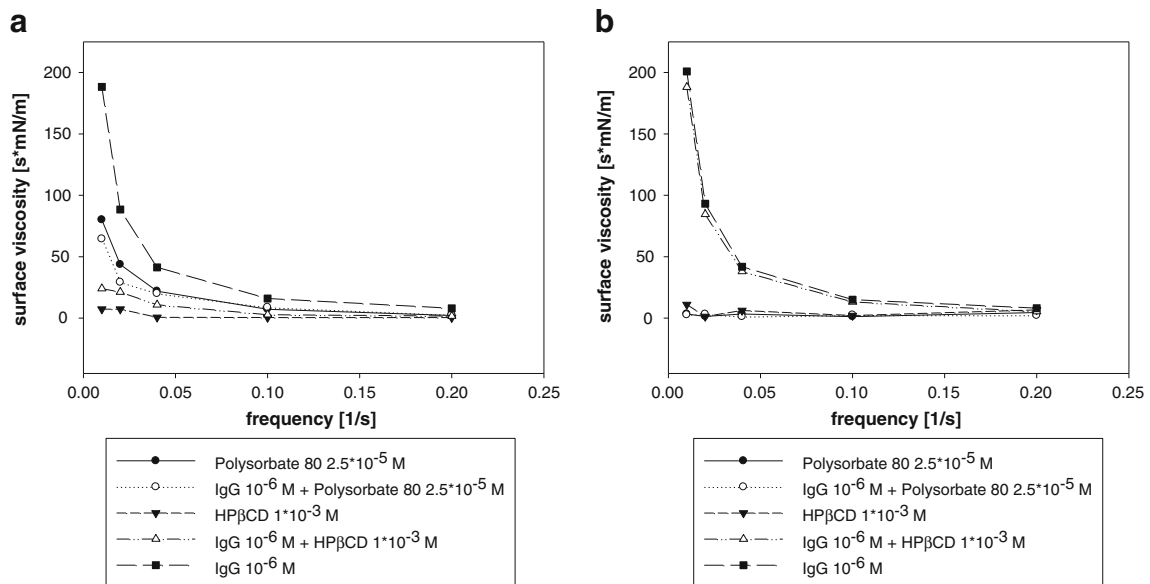 a
200
150
100
50
0
surface viscosity [s*mN/m]
0.00 0.05 0.10 0.15 0.20 0.25
frequency [1/s]
Polysorbate 80 2.5*10⁻⁵ M
IgG 10⁻⁶ M + Polysorbate 80 2.5*10⁻⁵ M
HPβCD 1*10⁻³ M
IgG 10⁻⁶ M + HPβCD 1*10⁻³ M
IgG 10⁻⁶ M
b
200
150
100
50
0
surface viscosity [s*mN/m]
0.00 0.05 0.10 0.15 0.20 0.25
frequency [1/s]
Polysorbate 80 2.5*10⁻⁵ M
IgG 10⁻⁶ M + Polysorbate 80 2.5*10⁻⁵ M
HPβCD 1*10⁻³ M
IgG 10⁻⁶ M + HPβCD 1*10⁻³ M
IgG 10⁻⁶ M